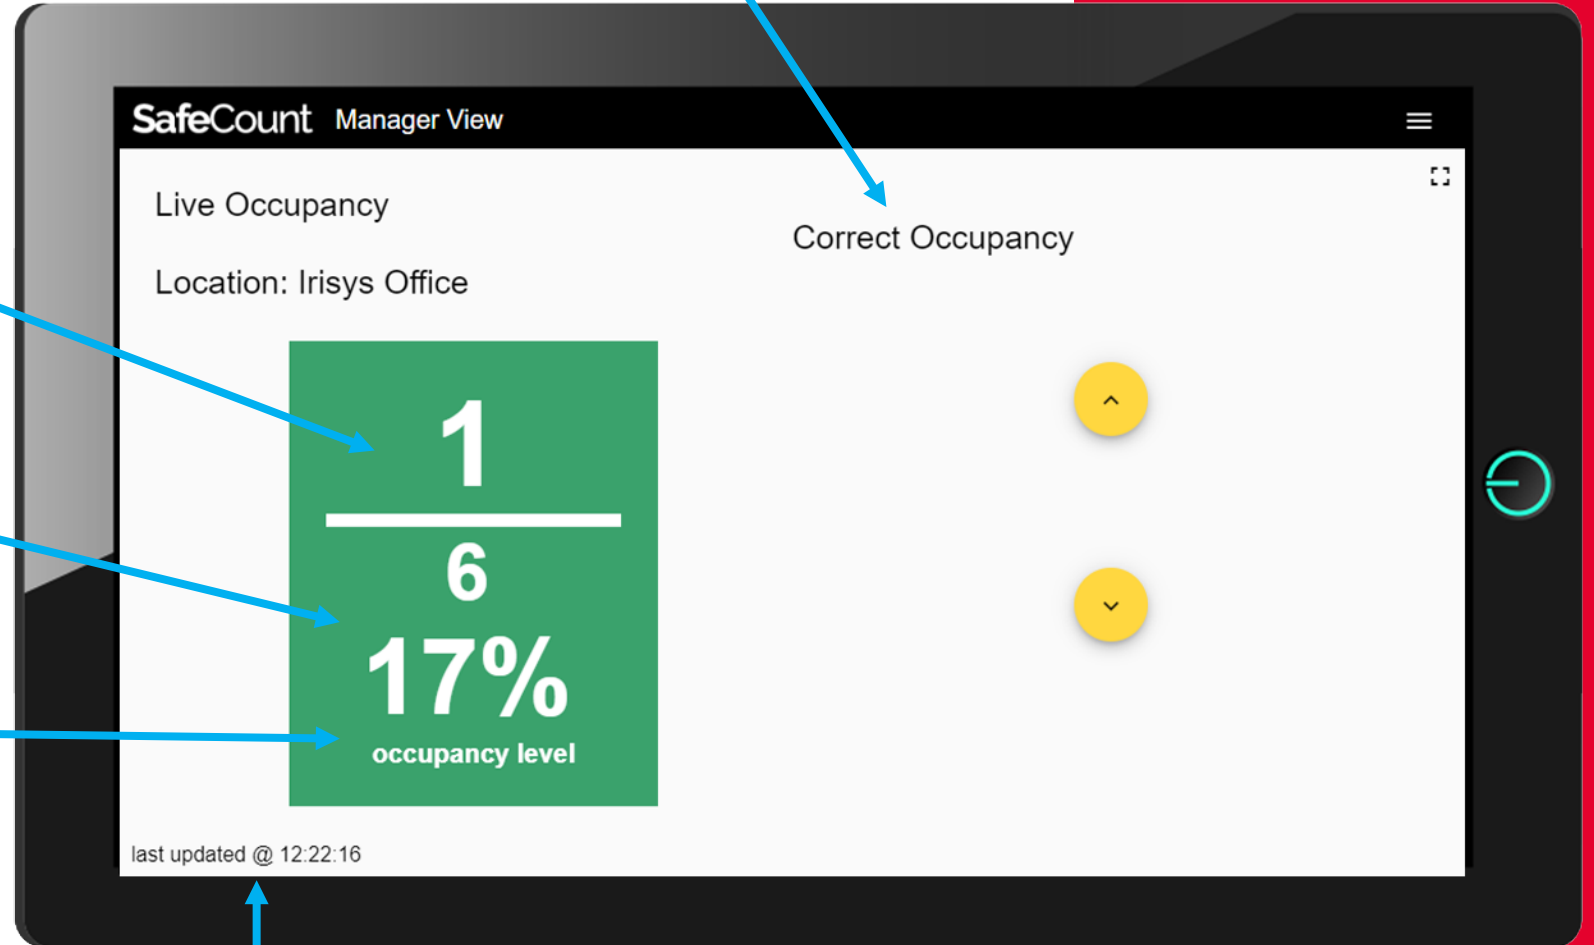 SafeCount Manager View
Live Occupancy
Location: Irisys Office
1
6
17%
occupancy level
last updated @ 12:22:16
Correct Occupancy